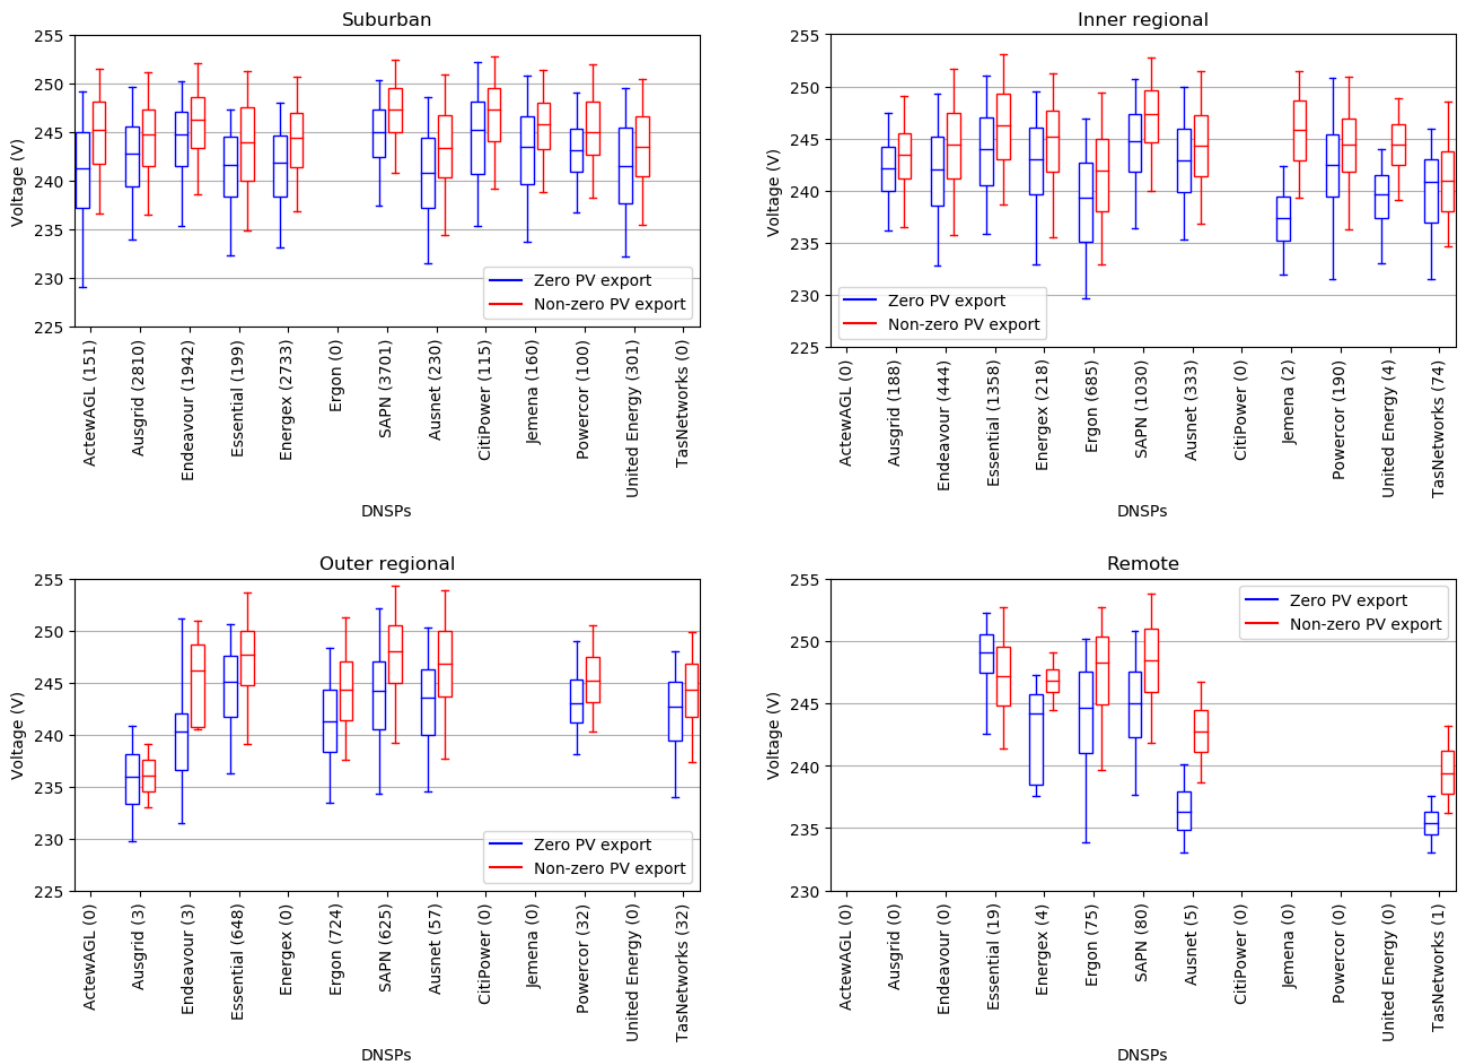 Suburban
Voltage (V)
255
250
245
240
235
230
225
Zero PV export
Non-zero PV export
ActewAGL (151)
Ausgrid (2810)
Endeavour (1942)
Essential (199)
Energex (2733)
Ergon (0)
SAPN (3701)
Ausnet (230)
CitiPower (115)
Jemena (160)
Powercor (100)
United Energy (301)
TasNetworks (0)
DNSPs
Inner regional
Voltage (V)
255
250
245
240
235
230
225
Zero PV export
Non-zero PV export
ActewAGL (0)
Ausgrid (188)
Endeavour (444)
Essential (1358)
Energex (218)
Ergon (685)
SAPN (1030)
Ausnet (333)
CitiPower (0)
Jemena (2)
Powercor (190)
United Energy (4)
TasNetworks (74)
DNSPs
Outer regional
Voltage (V)
255
250
245
240
235
230
225
Zero PV export
Non-zero PV export
ActewAGL (0)
Ausgrid (3)
Endeavour (3)
Essential (648)
Energex (0)
Ergon (724)
SAPN (625)
Ausnet (57)
CitiPower (0)
Jemena (0)
Powercor (32)
United Energy (0)
TasNetworks (32)
DNSPs
Remote
Voltage (V)
255
250
245
240
235
230
Zero PV export
Non-zero PV export
ActewAGL (0)
Ausgrid (0)
Endeavour (0)
Essential (19)
Energex (4)
Ergon (75)
SAPN (80)
Ausnet (5)
CitiPower (0)
Jemena (0)
Powercor (0)
United Energy (0)
TasNetworks (1)
DNSPs